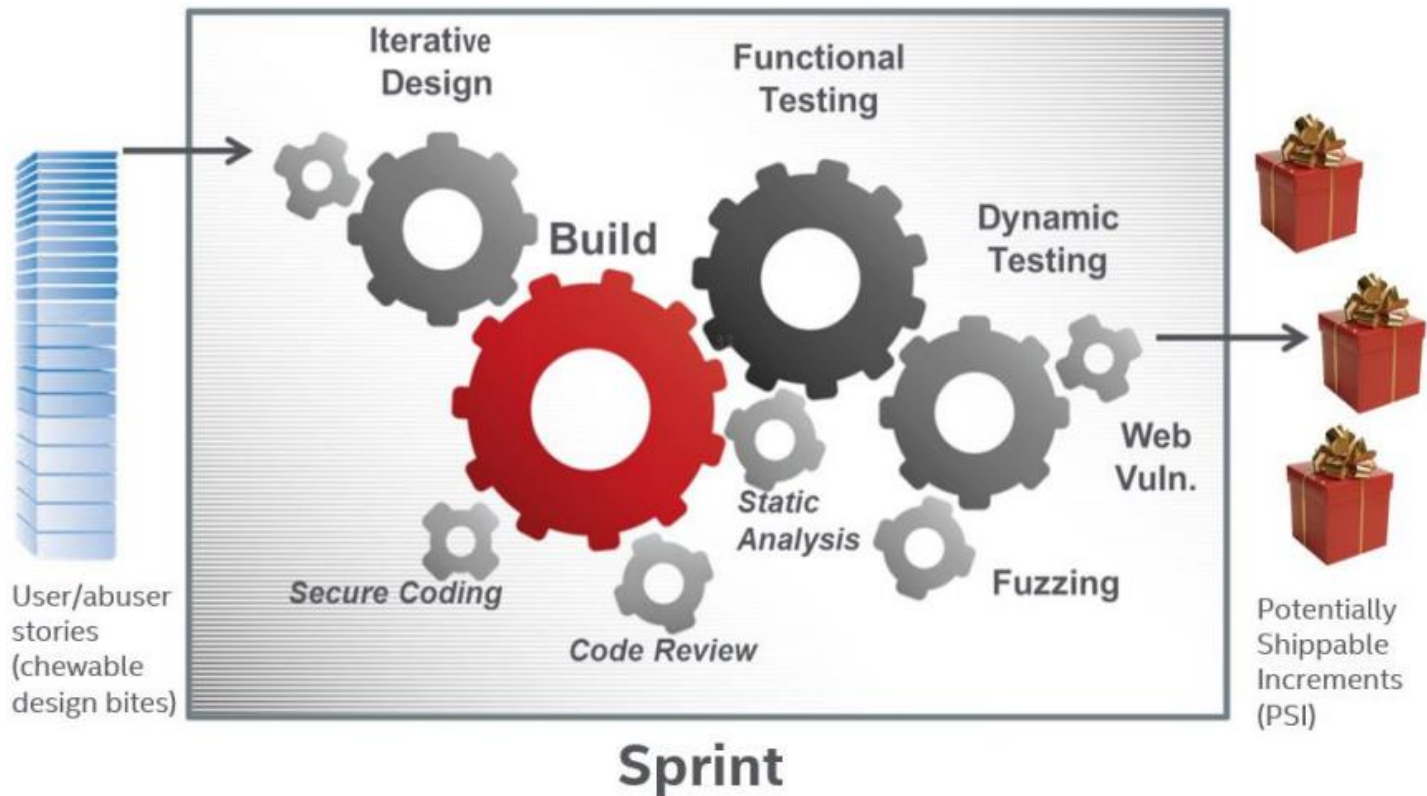 Iterative
Design
Functional
Testing
Build
Dynamic
Testing
33
Web
Vuln.
Static
Analysis
Secure Coding
Fuzzing
Code Review
User/abuser
stories
(chewable
design bites)
Potentially
Shippable
Increments
(PSI)
Sprint